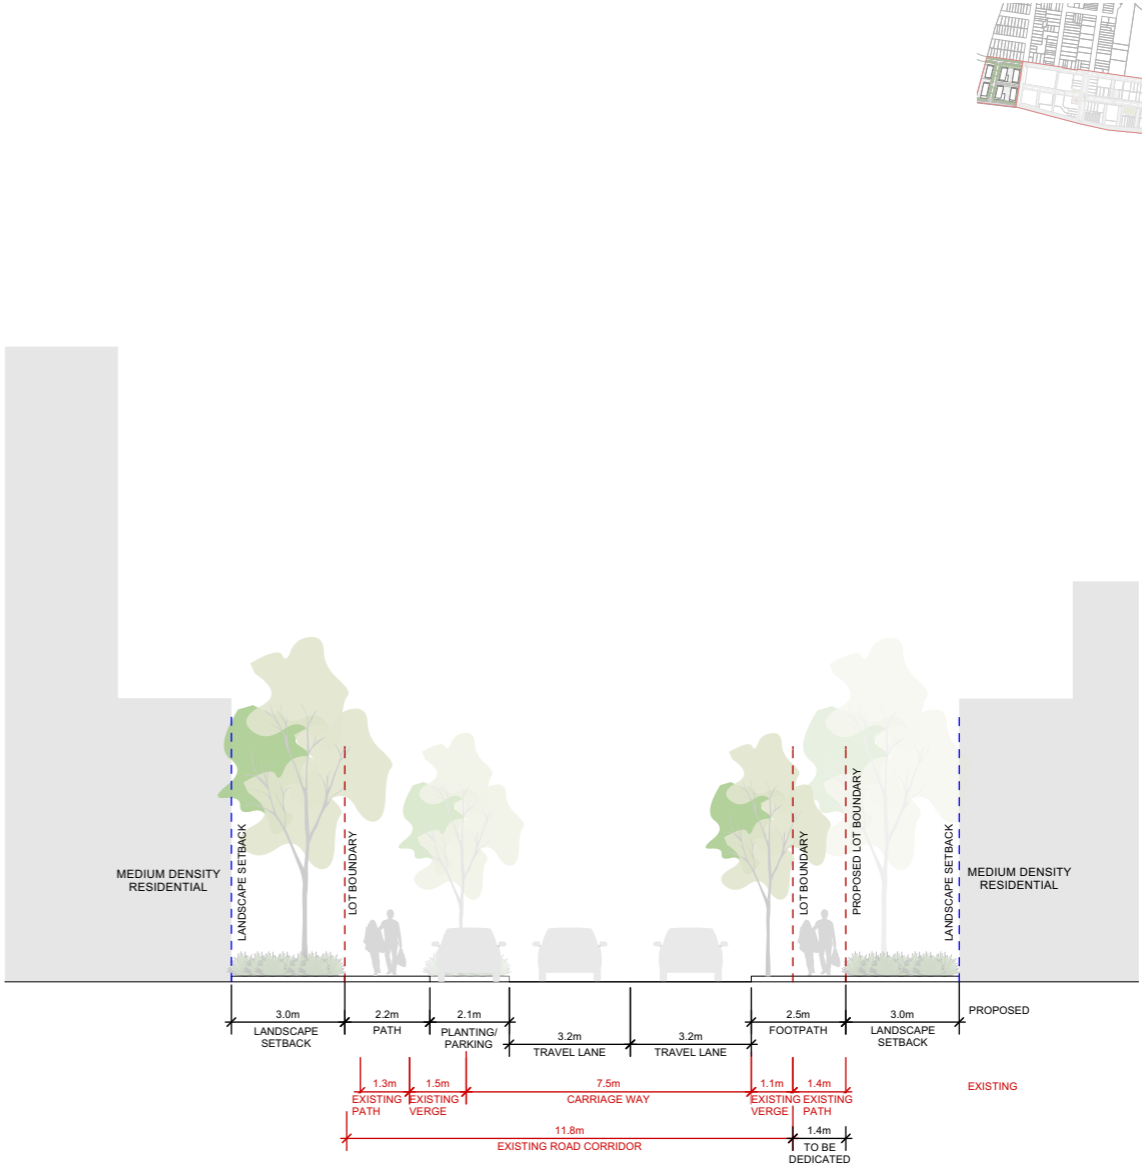 MEDIUM DENSITY
RESIDENTIAL
LANDSCAPE SETBACK
LOT BOUNDARY
LOT BOUNDARY
PROPOSED LOT BOUNDARY
LANDSCAPE SETBACK
MEDIUM DENSITY
RESIDENTIAL
3.0m
LANDSCAPE
SETBACK
2.2m
PATH
2.1m
PLANTING/
PARKING
3.2m
TRAVEL LANE
3.2m
TRAVEL LANE
2.5m
FOOTPATH
3.0m
LANDSCAPE
SETBACK
PROPOSED
1.3m
EXISTING
PATH
1.5m
EXISTING
VERGE
7.5m
CARRIAGE WAY
1.1m
EXISTING
VERGE
1.4m
EXISTING
PATH
EXISTING
11.8m
EXISTING ROAD CORRIDOR
1.4m
TO BE
DEDICATED